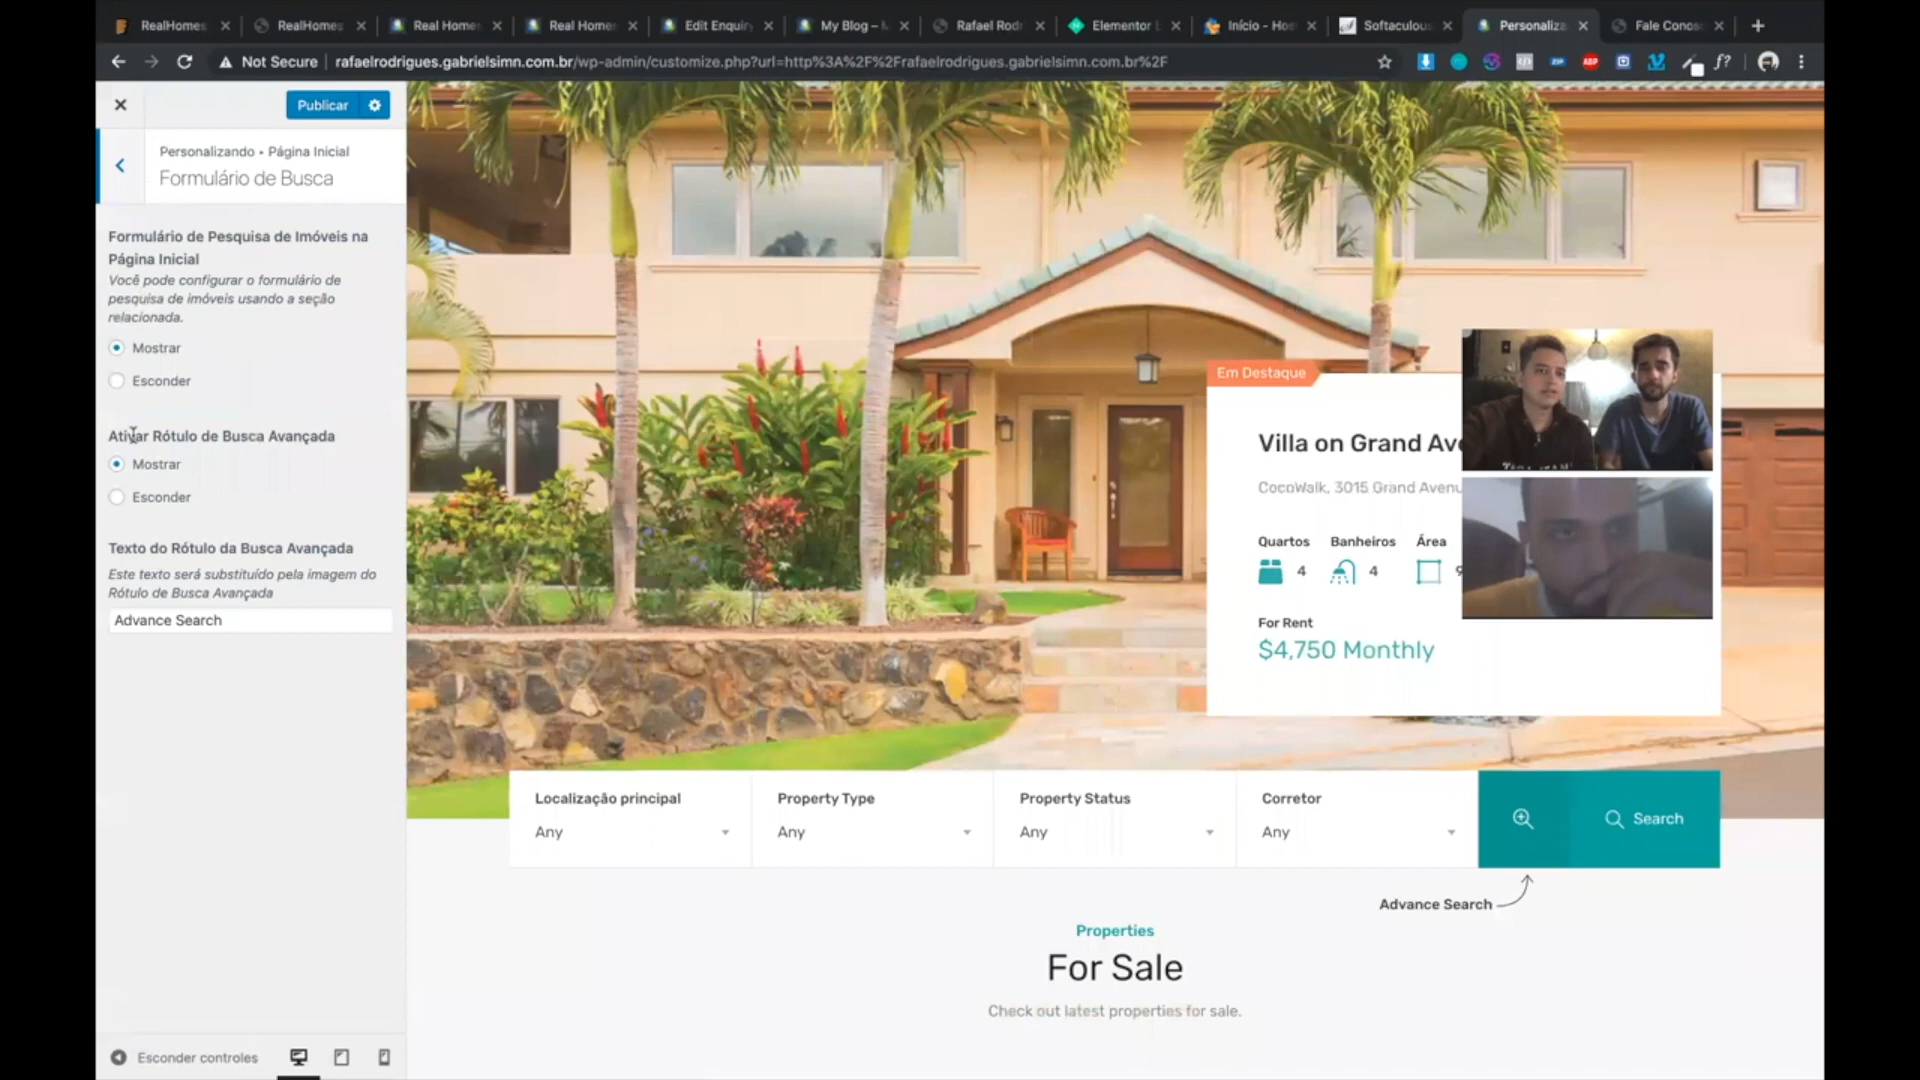 RealHomes
RealHomes
Real Home
Real Home
Edit Enquiry
My Blog –
Rafael Rodr
Elementor
Início - Hos
Softaculous
Personaliza
Fale Conos
Not Secure
rafaelrodrigues.gabrielsimn.com.br/wp-admin/customize.php?url=http%3A%2F%2Frafaelrodrigues.gabrielsimn.com.br%2F
ZIP
ABP
f?
Publicar
Personalizando • Página Inicial
Formulário de Busca
Formulário de Pesquisa de Imóveis na
Página Inicial
Você pode configurar o formulário de
pesquisa de imóveis usando a seção
relacionada.
Mostrar
Esconder
Ativar Rótulo de Busca Avançada
Mostrar
Esconder
Texto do Rótulo da Busca Avançada
Este texto será substituído pela imagem do
Rótulo de Busca Avançada
Advance Search
Esconder controles
Em Destaque
Villa on Grand Ave
CocoWalk, 3015 Grand Avenu
Quartos
Banheiros
Área
4
4
9
For Rent
$4,750 Monthly
Localização principal
Property Type
Property Status
Corretor
Any
Any
Any
Any
Search
Advance Search
Properties
For Sale
Check out latest properties for sale.